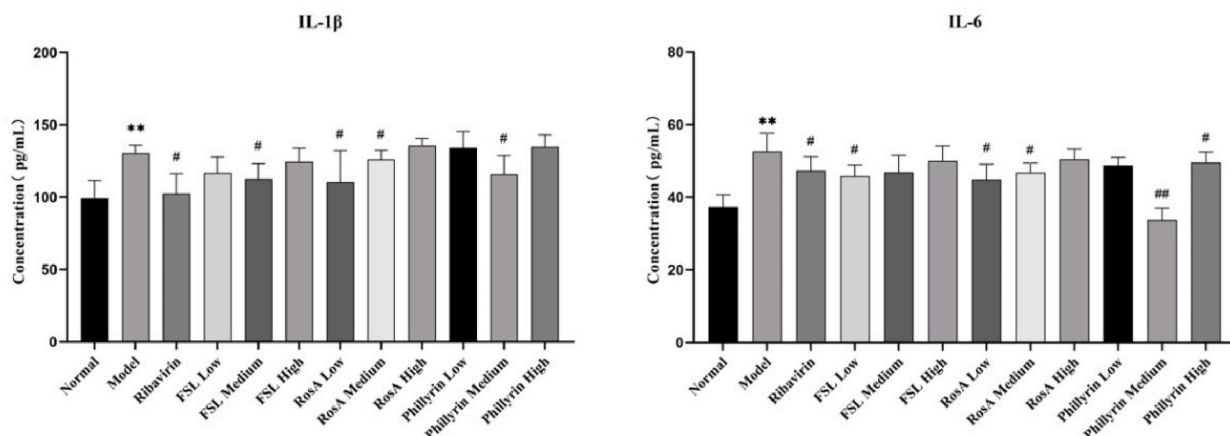 IL-1β
200
150
100
50
0
Concentration( pg/mL)
**
#
#
#
#
#
Normal
Model
Ribavirin
FSL Low
FSL Medium
FSL High
RosA Low
RosA Medium
RosA High
Phillyrin Low
Phillyrin Medium
Phillyrin High
IL-6
80
60
40
20
0
Concentration( pg/mL)
**
#
#
#
#
##
#
Normal
Model
Ribavirin
FSL Low
FSL Medium
FSL High
RosA Low
RosA Medium
RosA High
Phillyrin Low
Phillyrin Medium
Phillyrin High